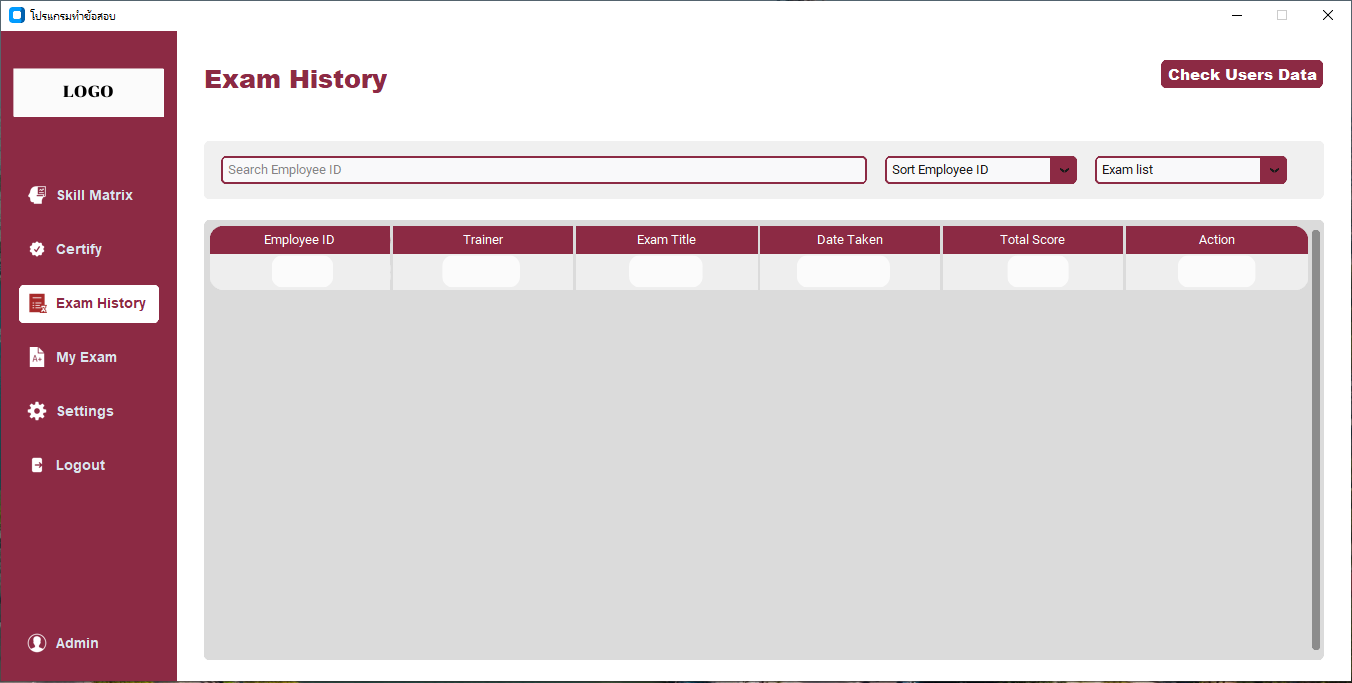 โปรแกรมทำข้อสอบ
LOGO
Skill Matrix
Certify
Exam History
My Exam
Settings
Logout
Admin
Exam History
Check Users Data
Search Employee ID
Sort Employee ID
Exam list
Employee ID
Trainer
Exam Title
Date Taken
Total Score
Action